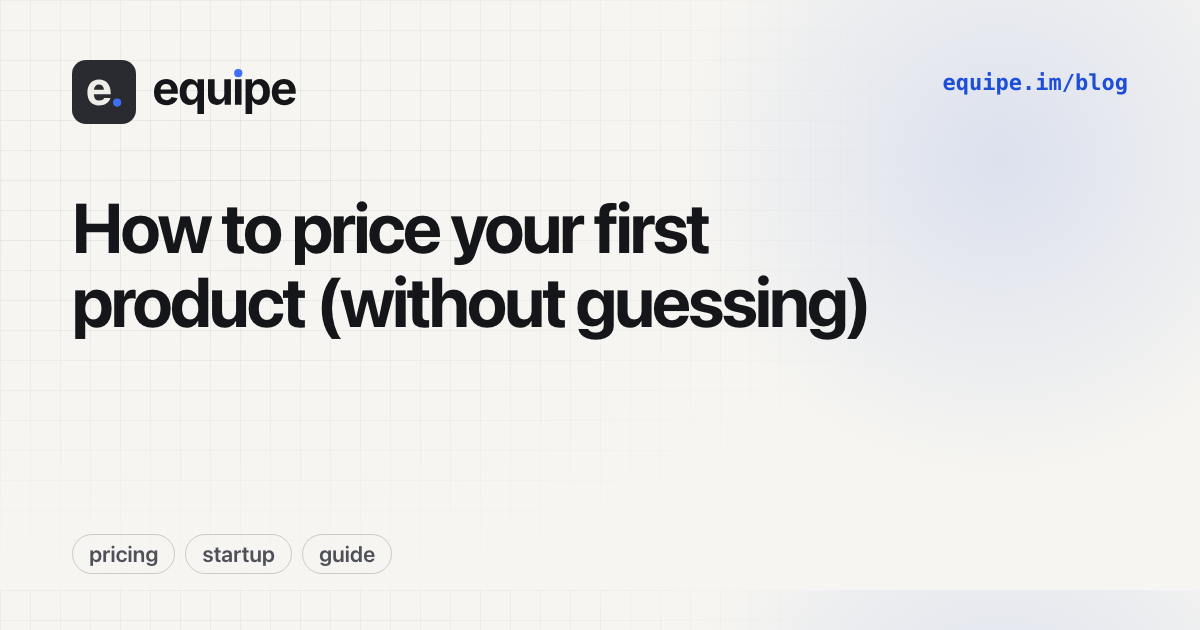 e.
equipe
equipe.im/blog
How to price your first
product (without guessing)
pricing
startup
guide